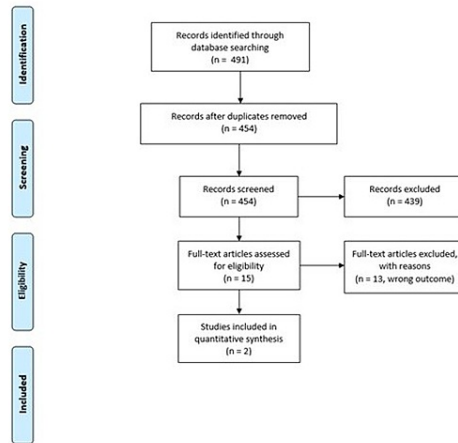 Identification
Records identified through
database searching
(n = 491)
Records after duplicates removed
(n = 454)
Screening
Records screened
(n = 454)
Records excluded
(n = 439)
Eligibility
Full-text articles assessed
for eligibility
(n = 15)
Full-text articles excluded,
with reasons
(n = 13, wrong outcome)
Studies included in
quantitative synthesis
(n = 2)
Included